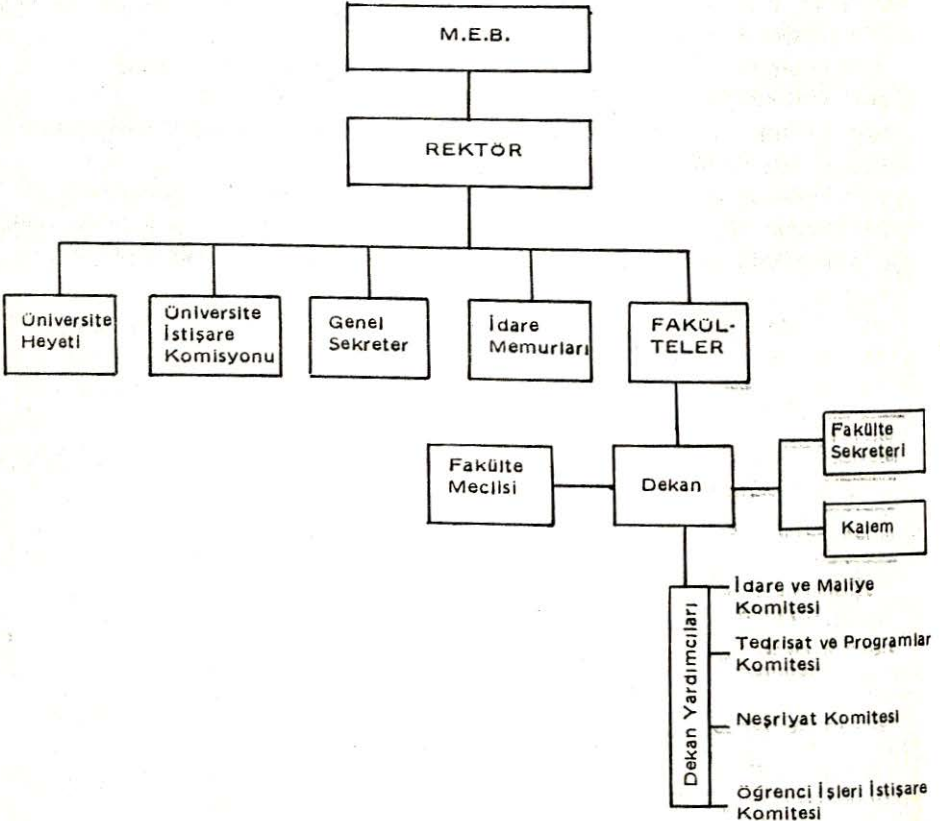 M.E.B.
REKTÖR
Üniversite
Heyeti
Üniversite
İstişare
Komisyonu
Genel
Sekreter
İdare
Memurları
FAKÜL-
TELER
Fakülte
Meclisi
Dekan
Fakülte
Sekreteri
Kalem
Dekan Yardımcıları
İdare ve Maliye
Komitesi
Tedrisat ve Programlar
Komitesi
Neşriyat Komitesi
Öğrenci İşleri İstişare
Komitesi